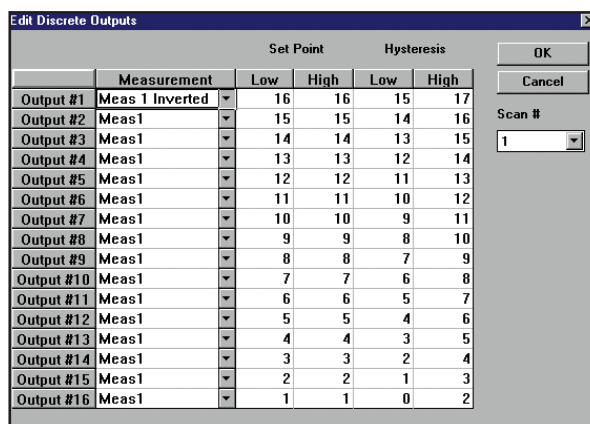 Edit Discrete Outputs
Set Point Hysteresis
OK
Measurement Low High Low High
Cancel
Output #1 Meas 1 Inverted 16 16 15 17
Scan #
Output #2 Meas1 15 15 14 16
Output #3 Meas1 14 14 13 15
1
Output #4 Meas1 13 13 12 14
Output #5 Meas1 12 12 11 13
Output #6 Meas1 11 11 10 12
Output #7 Meas1 10 10 9 11
Output #8 Meas1 9 9 8 10
Output #9 Meas1 8 8 7 9
Output #10 Meas1 7 7 6 8
Output #11 Meas1 6 6 5 7
Output #12 Meas1 5 5 4 6
Output #13 Meas1 4 4 3 5
Output #14 Meas1 3 3 2 4
Output #15 Meas1 2 2 1 3
Output #16 Meas1 1 1 0 2